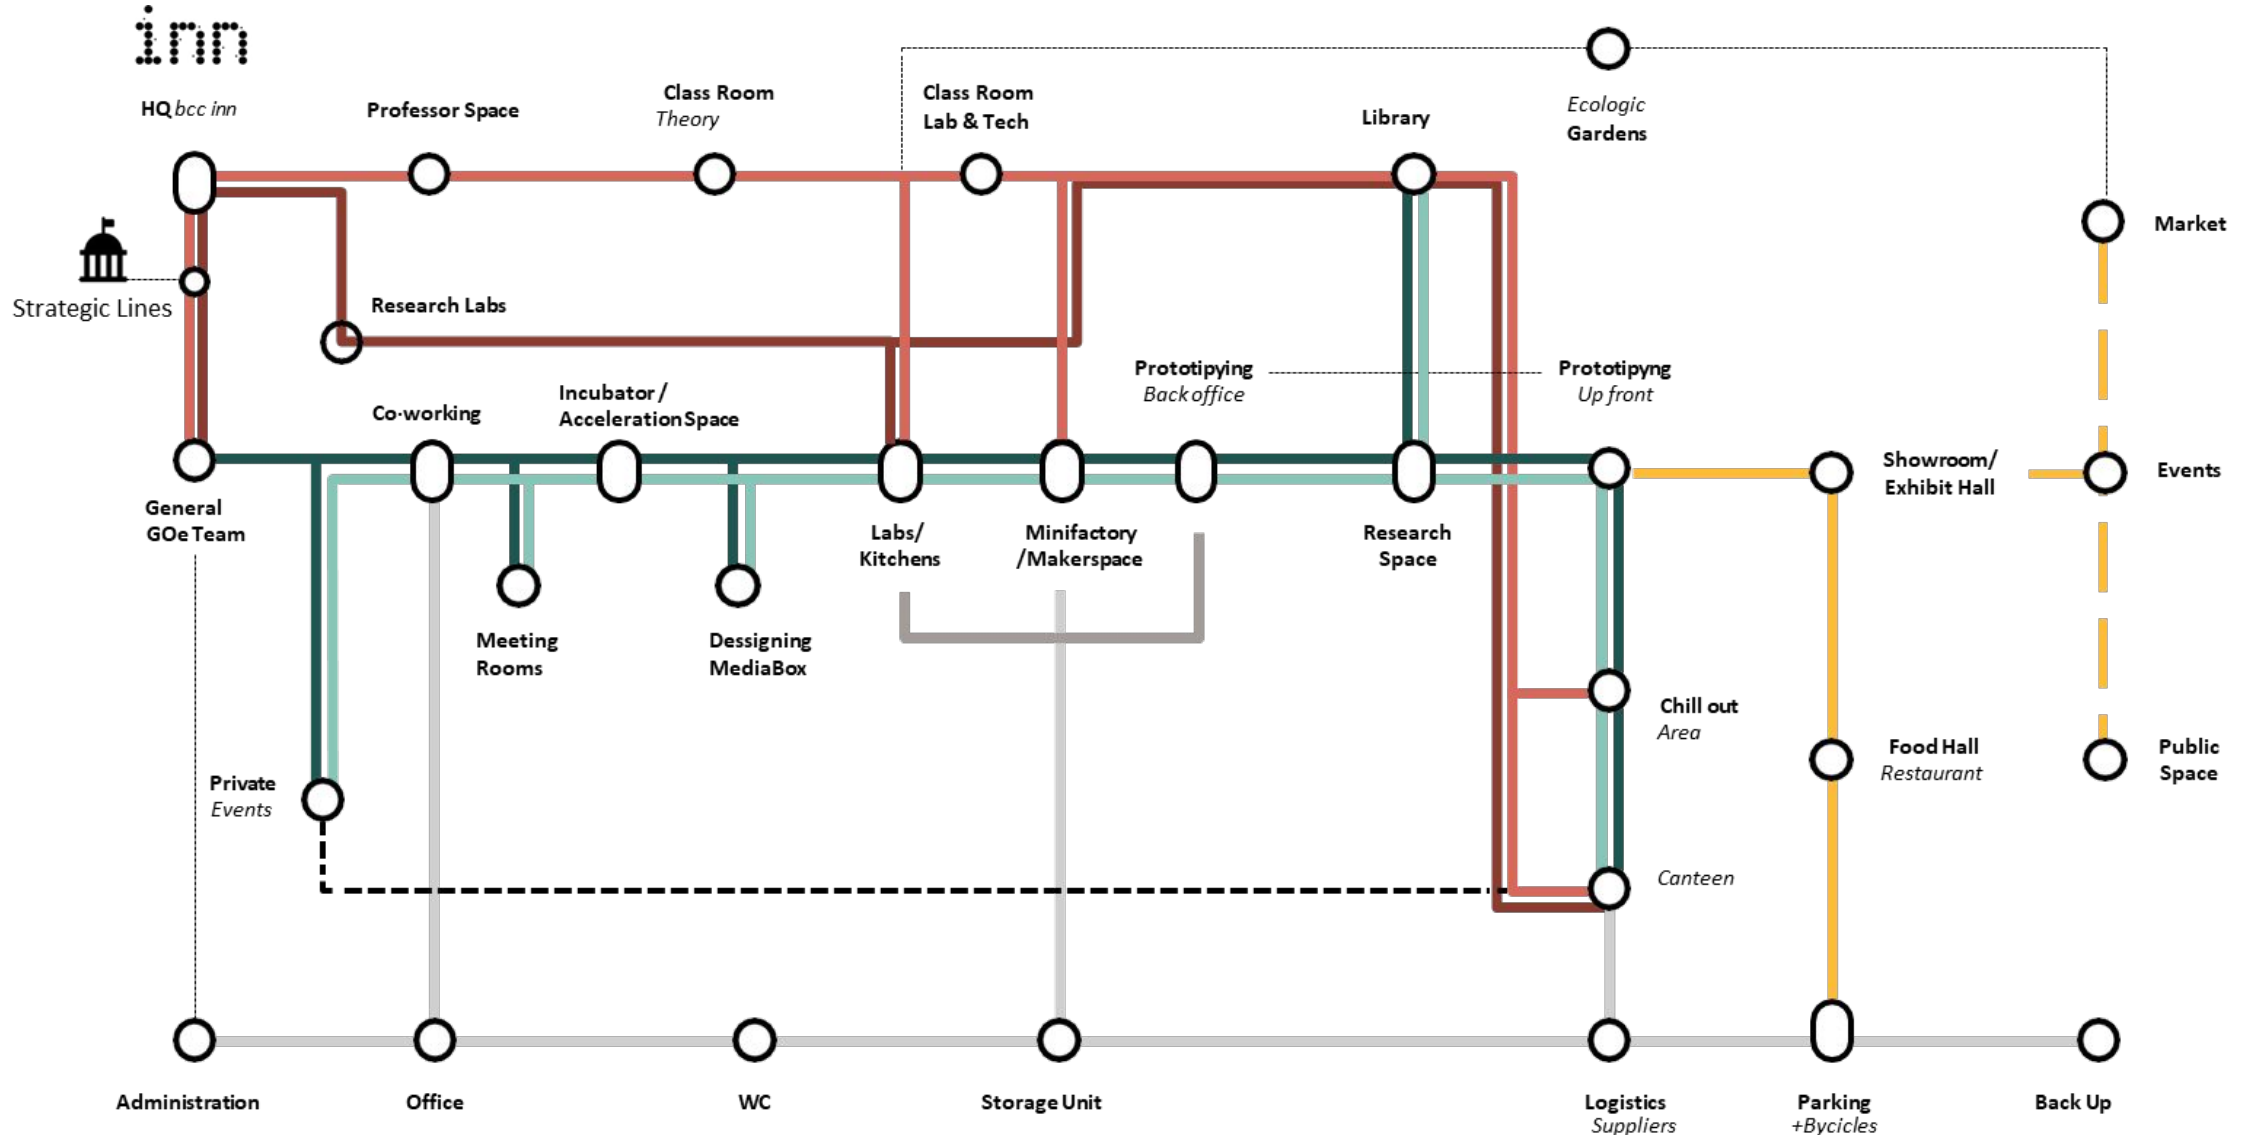 inn
HQ bcc inn
Professor Space
Class Room
Theory
Class Room
Lab & Tech
Library
Ecologic
Gardens
Market
Strategic Lines
Research Labs
Prototipying
Back office
Prototipyng
Up front
Co-working
Incubator /
Acceleration Space
General
GOe Team
Labs/
Kitchens
Minifactory
/Makerspace
Research
Space
Showroom/
Exhibit Hall
Events
Meeting
Rooms
Dessigning
MediaBox
Chill out
Area
Private
Events
Food Hall
Restaurant
Public
Space
Canteen
Administration
Office
WC
Storage Unit
Logistics
Suppliers
Parking
+Bycicles
Back Up